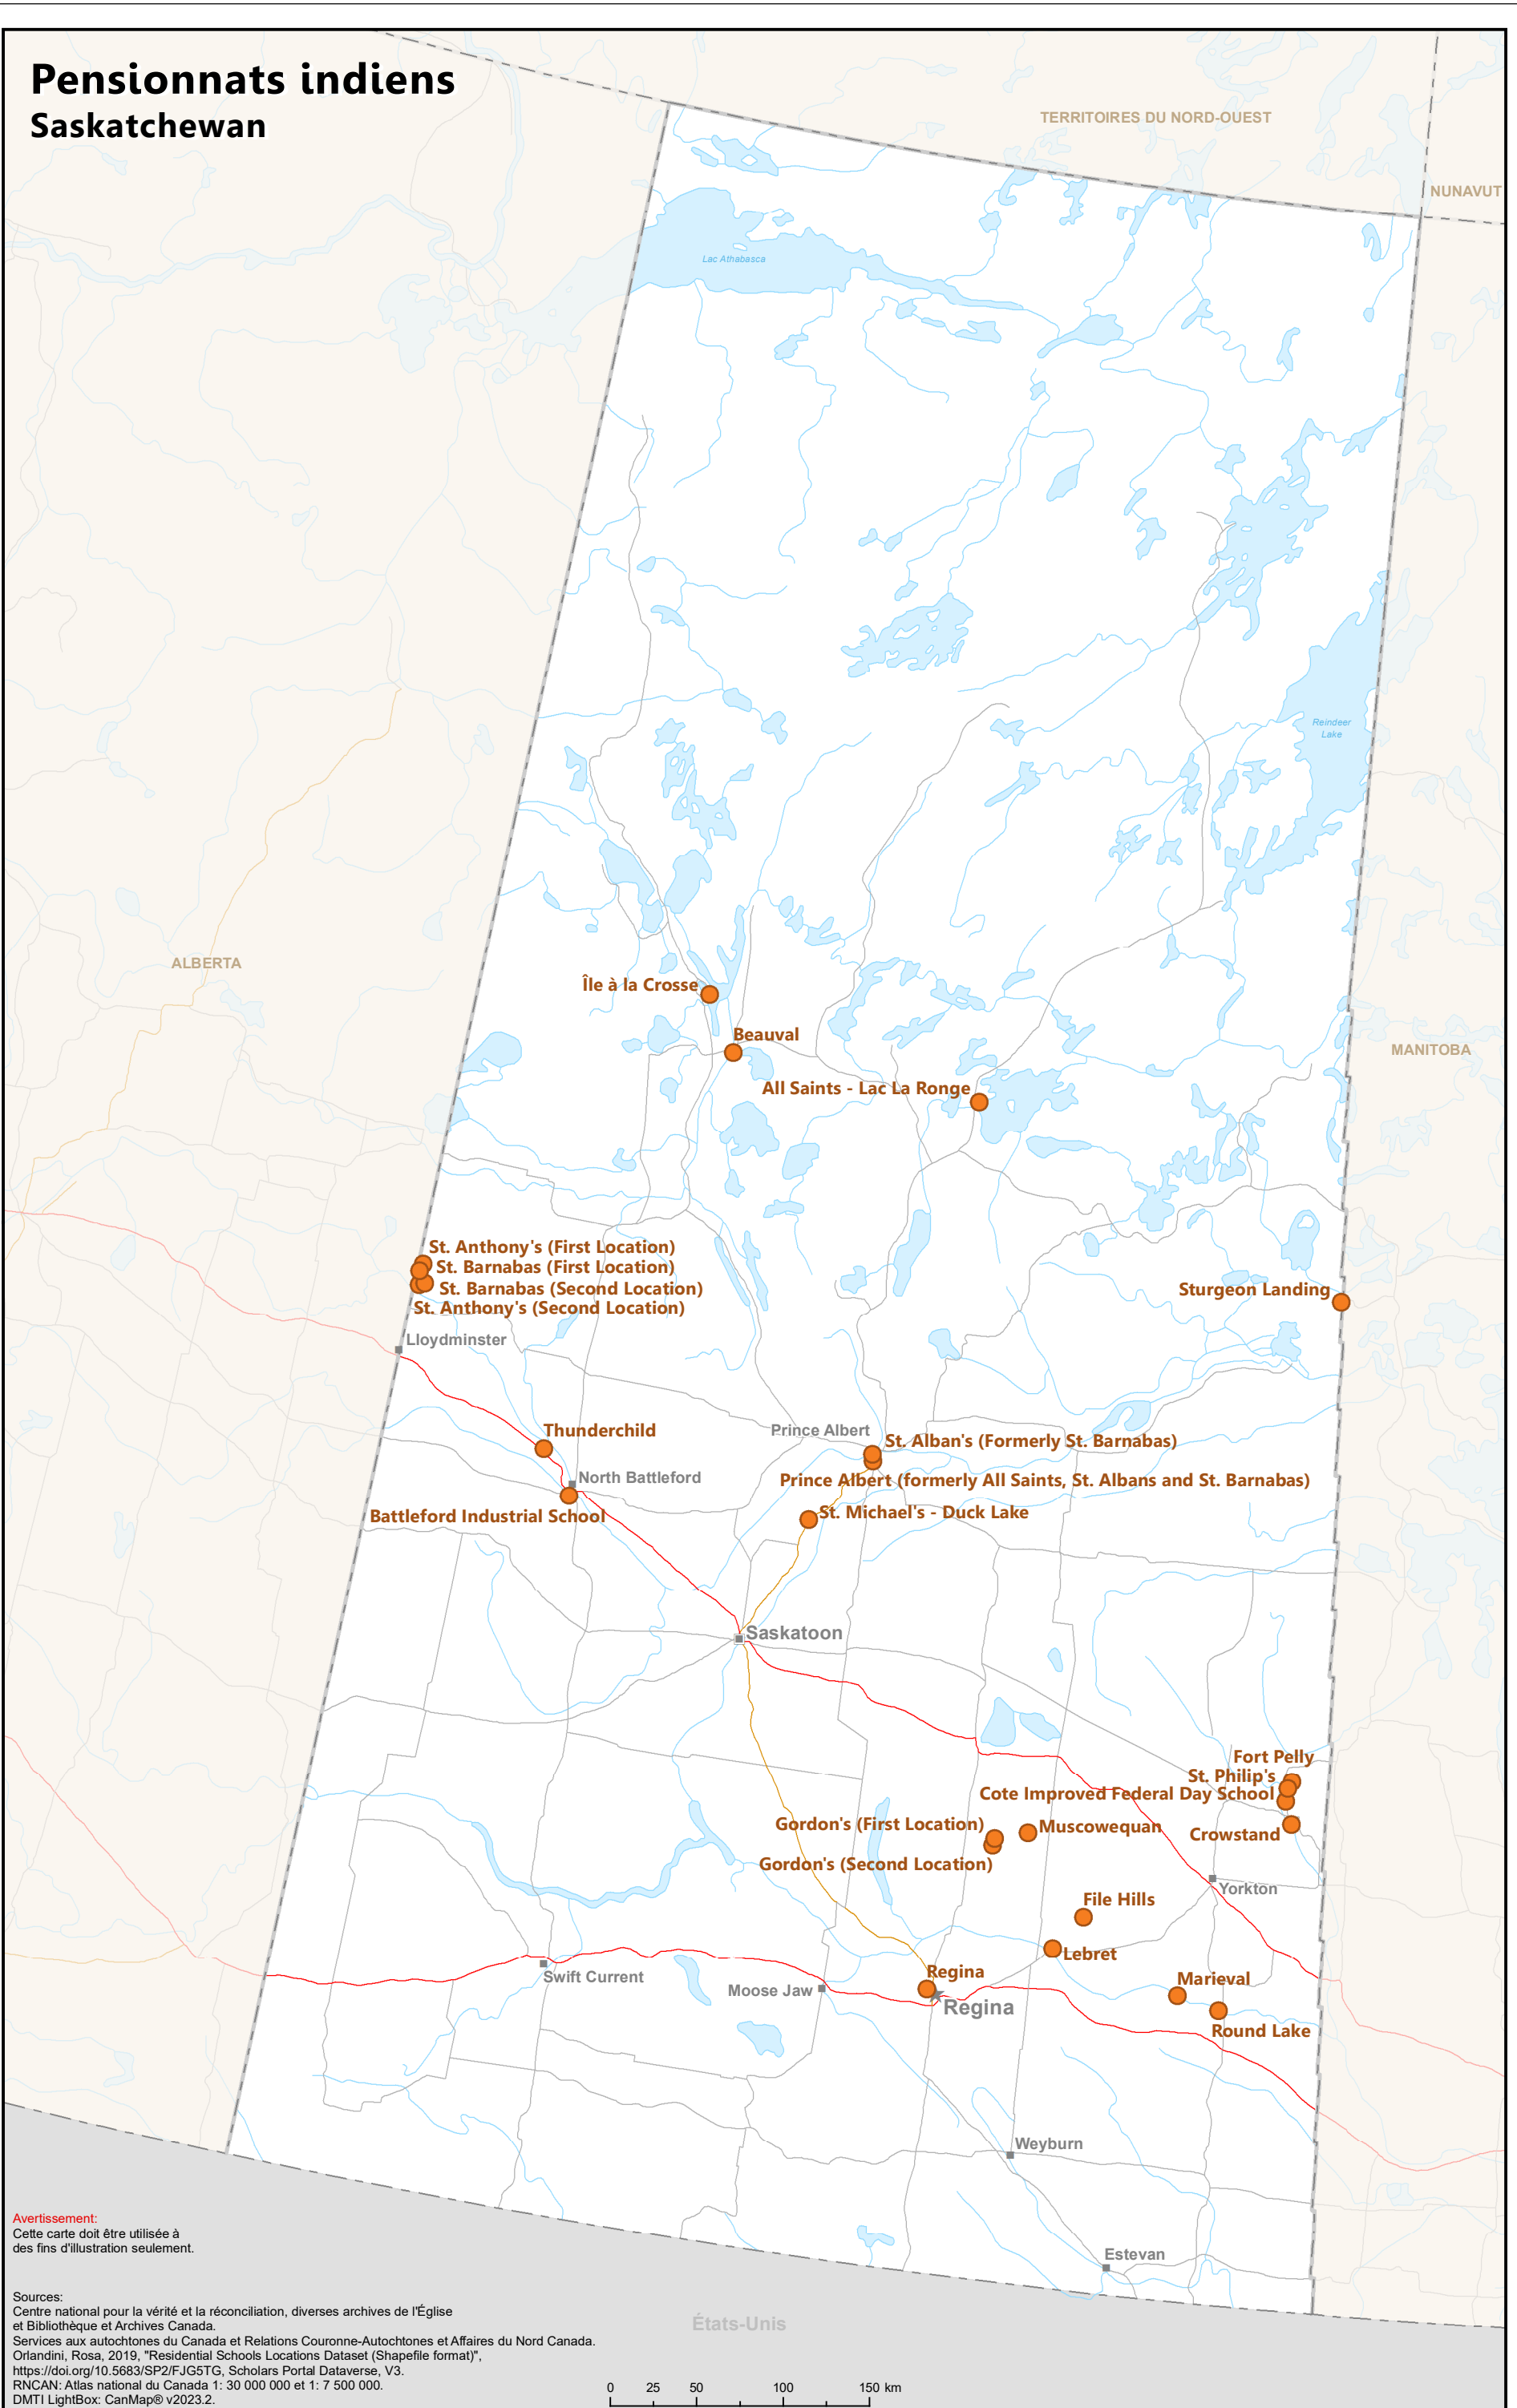 Pensionnats indiens
Saskatchewan
TERRITOIRES DU NORD-OUEST
NUNAVUT
Lac Athabasca
Reindeer
Lake
ALBERTA
Île à la Crosse
Beauval
MANITOBA
All Saints - Lac La Ronge
St. Anthony's (First Location)
St. Barnabas (First Location)
St. Barnabas (Second Location)
St. Anthony's (Second Location)
Sturgeon Landing
Lloydminster
Thunderchild
Prince Albert
St. Alban's (Formerly St. Barnabas)
North Battleford
Prince Albert (formerly All Saints, St. Albans and St. Barnabas)
Battleford Industrial School
St. Michael's - Duck Lake
Saskatoon
Fort Pelly
St. Philip's
Cote Improved Federal Day School
Gordon's (First Location)
Muscowequan
Crowstand
Gordon's (Second Location)
Yorkton
File Hills
Lebret
Regina
Swift Current
Marieval
Moose Jaw
Regina
Round Lake
Weyburn
Estevan
Avertissement:
Cette carte doit être utilisée à
des fins d'illustration seulement.
Sources:
Centre national pour la vérité et la réconciliation, diverses archives de l'Église
et Bibliothèque et Archives Canada.
Services aux autochtones du Canada et Relations Couronne-Autochtones et Affaires du Nord Canada.
Orlandini, Rosa, 2019, "Residential Schools Locations Dataset (Shapefile format)",
https://doi.org/10.5683/SP2/FJG5TG, Scholars Portal Dataverse, V3.
RNCAN: Atlas national du Canada 1: 30 000 000 et 1: 7 500 000.
DMTI LightBox: CanMap® v2023.2.
États-Unis
0 25 50 100 150 km